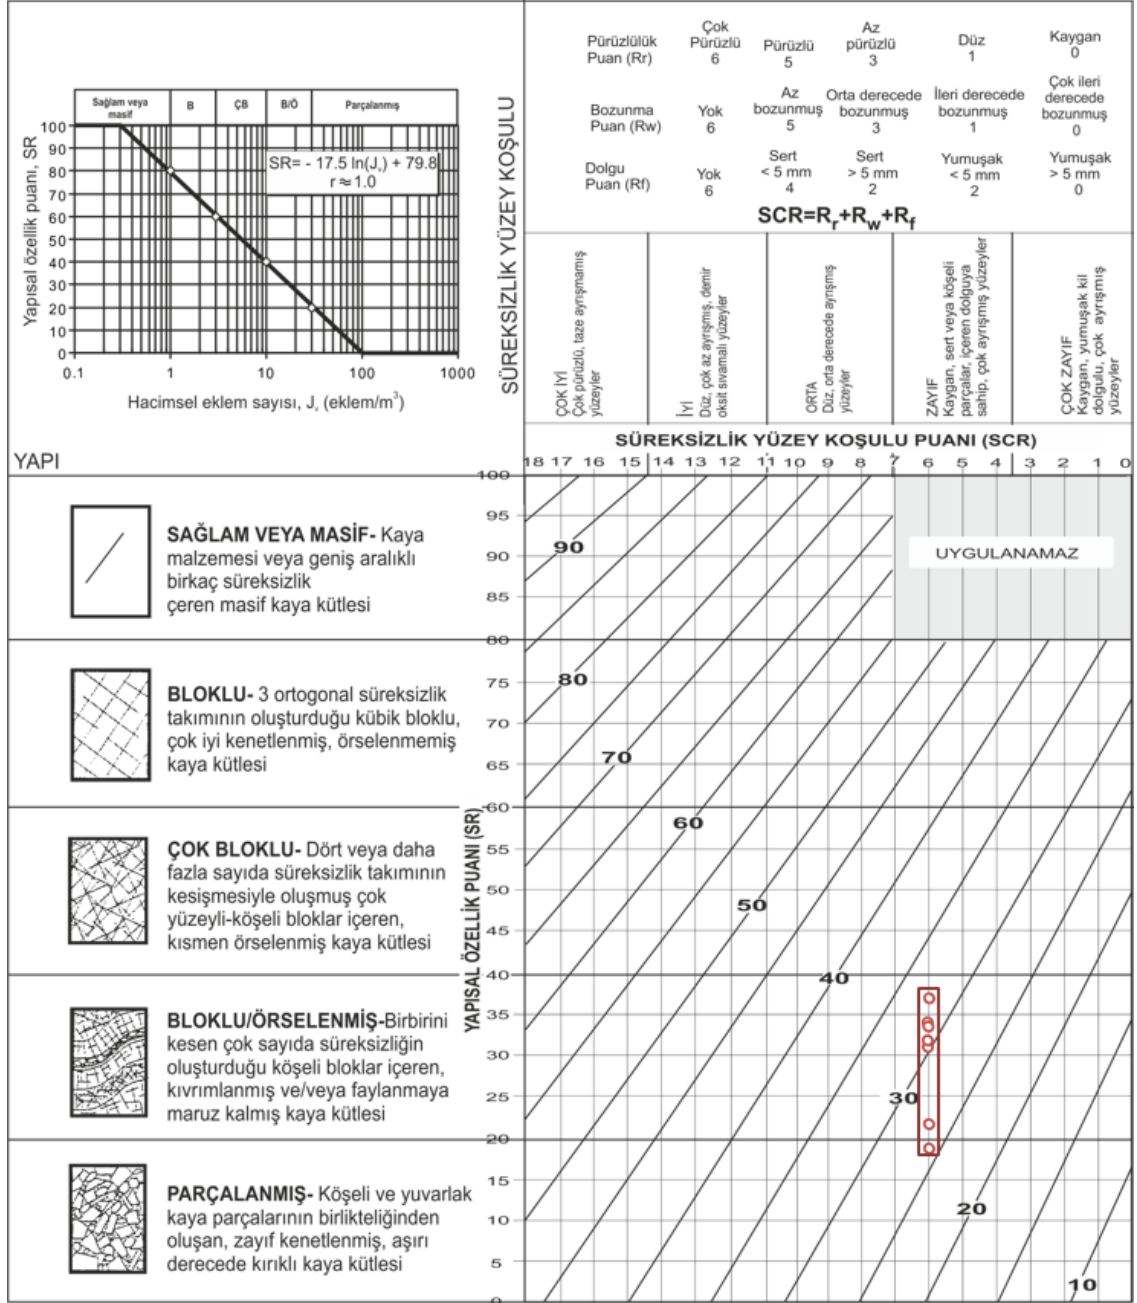 Sağlam veya
masif
B
ÇB
B/Ö
Parçalanmış
Yapısal özellik puanı, SR
100
90
80
70
60
50
40
30
20
10
0
SR= - 17.5 ln(Jᵥ) + 79.8
r ≈ 1.0
0.1 1 10 100 1000
Hacimsel eklem sayısı, Jᵥ (eklem/m³)
SÜREKSİZLİK YÜZEY KOŞULU
Pürüzlülük
Puan (Rr)
Çok
Pürüzlü
6
Pürüzlü
5
Az
pürüzlü
3
Düz
1
Kaygan
0
Bozunma
Puan (Rw)
Yok
6
Az
bozunmuş
5
Orta derecede
bozunmuş
3
İleri derecede
bozunmuş
1
Çok ileri
derecede
bozunmuş
0
Dolgu
Puan (Rf)
Yok
6
Sert
< 5 mm
4
Sert
> 5 mm
2
Yumuşak
< 5 mm
2
Yumuşak
> 5 mm
0
SCR=Rr+Rw+Rf
ÇOK İYİ
Çok pürüzlü, taze ayrışmamış
yüzeyler
İYİ
Düz, çok az ayrışmış, demir
oksit sıvamalı yüzeyler
ORTA
Düz, orta derecede ayrışmış
yüzeyler
ZAYIF
Kaygan, sert veya köşeli
parçalar, içeren dolguya
sahip, çok ayrışmış yüzeyler
ÇOK ZAYIF
Kaygan, yumuşak kil
dolgulu, çok ayrışmış
yüzeyler
YAPI
SÜREKSİZLİK YÜZEY KOŞULU PUANI (SCR)
18 17 16 15 14 13 12 11 10 9 8 7 6 5 4 3 2 1 0
SAĞLAM VEYA MASİF- Kaya
malzemesi veya geniş aralıklı
birkaç süreksizlik
çeren masif kaya kütlesi
BLOKLU- 3 ortogonal süreksizlik
takımının oluşturduğu kübik bloklu,
çok iyi kenetlenmiş, örselenmemiş
kaya kütlesi
ÇOK BLOKLU- Dört veya daha
fazla sayıda süreksizlik takımının
kesişmesiyle oluşmuş çok
yüzeyli-köşeli bloklar içeren,
kısmen örselenmiş kaya kütlesi
BLOKLU/ÖRSELENMİŞ-Birbirini
kesen çok sayıda süreksizliğin
oluşturduğu köşeli bloklar içeren,
kıvrımlanmış ve/veya faylanmaya
maruz kalmış kaya kütlesi
PARÇALANMIŞ- Köşeli ve yuvarlak
kaya parçalarının birlikteliğinden
oluşan, zayıf kenetlenmiş, aşırı
derecede kırıklı kaya kütlesi
YAPISAL ÖZELLİK PUANI (SR)
100
95
90
85
80
75
70
65
60
55
50
45
40
35
30
25
20
15
10
5
0
UYGULANAMAZ
90
80
70
60
50
40
30
20
10